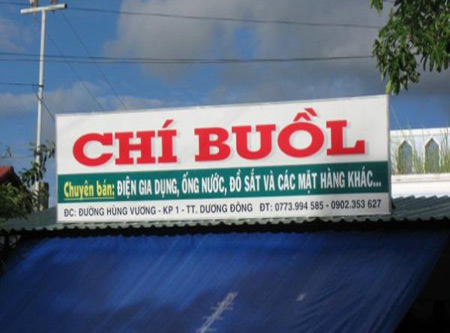 CHÍ BUỒL
Chuyên bán: ĐIỆN GIA DỤNG, ỐNG NƯỚC, ĐỒ SẮT VÀ CÁC MẶT HÀNG KHÁC...
ĐC: ĐƯỜNG HÙNG VƯƠNG - KP 1 - TT. DƯƠNG ĐÔNG ĐT: 0773.994 585 - 0902.353 627